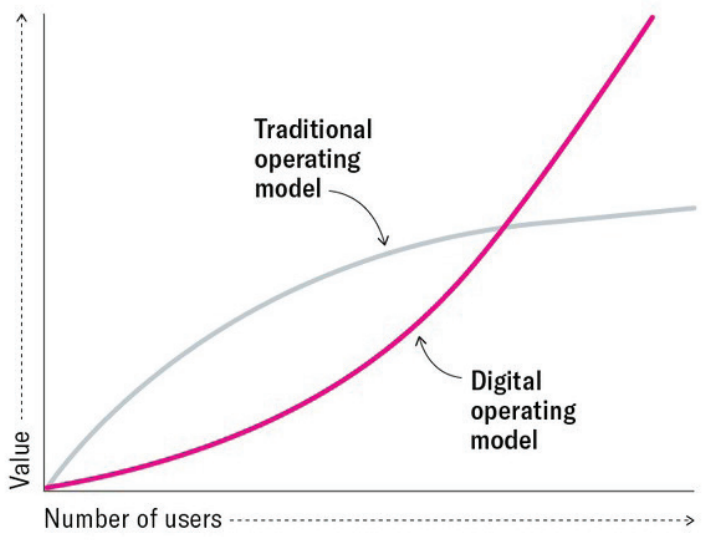 Traditional
operating
model
Digital
operating
model
Value
Number of users